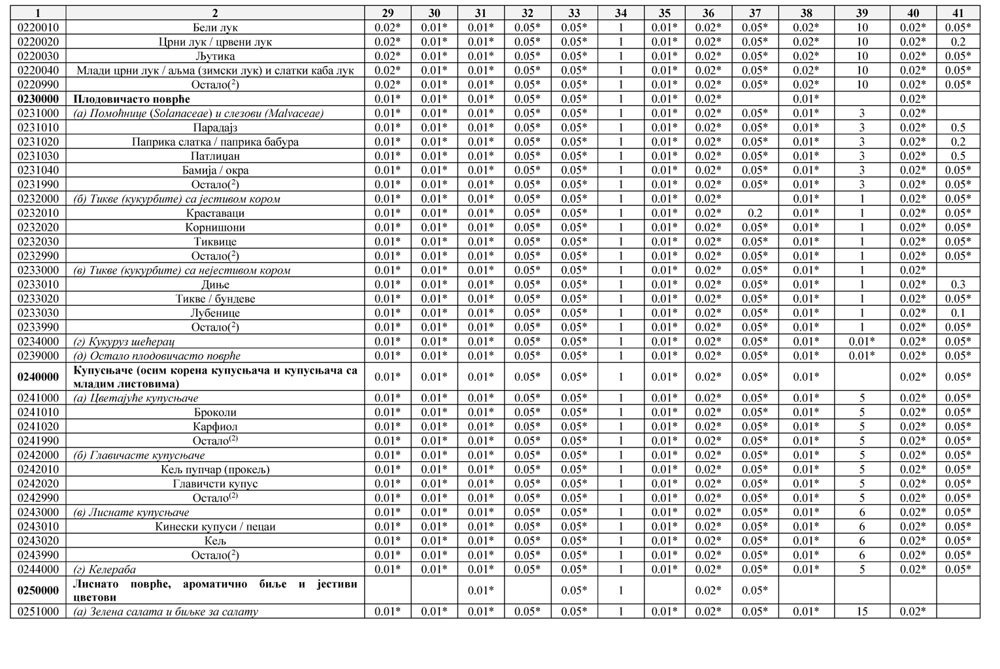 1 2 29 30 31 32 33 34 35 36 37 38 39 40 41
0220010 Бели лук 0.02* 0.01* 0.01* 0.05* 0.05* 1 0.01* 0.02* 0.05* 0.02* 10 0.02* 0.05*
0220020 Црни лук / црвени лук 0.02* 0.01* 0.01* 0.05* 0.05* 1 0.01* 0.02* 0.05* 0.02* 10 0.02* 0.2
0220030 Љутика 0.02* 0.01* 0.01* 0.05* 0.05* 1 0.01* 0.02* 0.05* 0.02* 10 0.02* 0.05*
0220040 Млади црни лук / аљма (зимски лук) и слатки каба лук 0.02* 0.01* 0.01* 0.05* 0.05* 1 0.01* 0.02* 0.05* 0.02* 10 0.02* 0.05*
0220990 Остало(2) 0.02* 0.01* 0.01* 0.05* 0.05* 1 0.01* 0.02* 0.05* 0.02* 10 0.02* 0.05*
0230000 Плодовичасто поврће 0.01* 0.01* 0.01* 0.05* 0.05* 1 0.01* 0.02* 0.01* 0.02*
0231000 (а) Помоћнице (Solanaceae) и слезови (Malvaceae) 0.01* 0.01* 0.01* 0.05* 0.05* 1 0.01* 0.02* 0.05* 0.01* 3 0.02*
0231010 Парадајз 0.01* 0.01* 0.01* 0.05* 0.05* 1 0.01* 0.02* 0.05* 0.01* 3 0.02* 0.5
0231020 Паприка слатка / паприка бабура 0.01* 0.01* 0.01* 0.05* 0.05* 1 0.01* 0.02* 0.05* 0.01* 3 0.02* 0.2
0231030 Патлиџан 0.01* 0.01* 0.01* 0.05* 0.05* 1 0.01* 0.02* 0.05* 0.01* 3 0.02* 0.5
0231040 Бамија / окра 0.01* 0.01* 0.01* 0.05* 0.05* 1 0.01* 0.02* 0.05* 0.01* 3 0.02* 0.05*
0231990 Остало(2) 0.01* 0.01* 0.01* 0.05* 0.05* 1 0.01* 0.02* 0.05* 0.01* 3 0.02* 0.05*
0232000 (б) Тикве (кукурбите) са јестивом кором 0.01* 0.01* 0.01* 0.05* 0.05* 1 0.01* 0.02* 0.01* 1 0.02* 0.05*
0232010 Краставаци 0.01* 0.01* 0.01* 0.05* 0.05* 1 0.01* 0.02* 0.2 0.01* 1 0.02* 0.05*
0232020 Корнишони 0.01* 0.01* 0.01* 0.05* 0.05* 1 0.01* 0.02* 0.05* 0.01* 1 0.02* 0.05*
0232030 Тиквице 0.01* 0.01* 0.01* 0.05* 0.05* 1 0.01* 0.02* 0.05* 0.01* 1 0.02* 0.05*
0232990 Остало(2) 0.01* 0.01* 0.01* 0.05* 0.05* 1 0.01* 0.02* 0.05* 0.01* 1 0.02* 0.05*
0233000 (в) Тикве (кукурбите) са нејестивом кором 0.01* 0.01* 0.01* 0.05* 0.05* 1 0.01* 0.02* 0.05* 0.01* 1 0.02*
0233010 Диње 0.01* 0.01* 0.01* 0.05* 0.05* 1 0.01* 0.02* 0.05* 0.01* 1 0.02* 0.3
0233020 Тикве / бундеве 0.01* 0.01* 0.01* 0.05* 0.05* 1 0.01* 0.02* 0.05* 0.01* 1 0.02* 0.05*
0233030 Лубенице 0.01* 0.01* 0.01* 0.05* 0.05* 1 0.01* 0.02* 0.05* 0.01* 1 0.02* 0.1
0233990 Остало(2) 0.01* 0.01* 0.01* 0.05* 0.05* 1 0.01* 0.02* 0.05* 0.01* 1 0.02* 0.05*
0234000 (г) Кукуруз шећерац 0.01* 0.01* 0.01* 0.05* 0.05* 1 0.01* 0.02* 0.05* 0.01* 0.01* 0.02* 0.05*
0239000 (д) Остало плодовичасто поврће 0.01* 0.01* 0.01* 0.05* 0.05* 1 0.01* 0.02* 0.05* 0.01* 0.01* 0.02* 0.05*
0240000 Купусњаче (осим корена купусњача и купусњача са
младим листовима) 0.01* 0.01* 0.01* 0.05* 0.05* 1 0.01* 0.02* 0.05* 0.01* 0.02* 0.05*
0241000 (а) Цветајуће купусњаче 0.01* 0.01* 0.01* 0.05* 0.05* 1 0.01* 0.02* 0.05* 0.01* 5 0.02* 0.05*
0241010 Броколи 0.01* 0.01* 0.01* 0.05* 0.05* 1 0.01* 0.02* 0.05* 0.01* 5 0.02* 0.05*
0241020 Карфиол 0.01* 0.01* 0.01* 0.05* 0.05* 1 0.01* 0.02* 0.05* 0.01* 5 0.02* 0.05*
0241990 Остало(2) 0.01* 0.01* 0.01* 0.05* 0.05* 1 0.01* 0.02* 0.05* 0.01* 5 0.02* 0.05*
0242000 (б) Главичасте купусњаче 0.01* 0.01* 0.01* 0.05* 0.05* 1 0.01* 0.02* 0.05* 0.01* 5 0.02* 0.05*
0242010 Кељ пупчар (прокељ) 0.01* 0.01* 0.01* 0.05* 0.05* 1 0.01* 0.02* 0.05* 0.01* 5 0.02* 0.05*
0242020 Главичсти купус 0.01* 0.01* 0.01* 0.05* 0.05* 1 0.01* 0.02* 0.05* 0.01* 5 0.02* 0.05*
0242990 Остало(2) 0.01* 0.01* 0.01* 0.05* 0.05* 1 0.01* 0.02* 0.05* 0.01* 5 0.02* 0.05*
0243000 (в) Лиснате купусњаче 0.01* 0.01* 0.01* 0.05* 0.05* 1 0.01* 0.02* 0.05* 0.01* 6 0.02* 0.05*
0243010 Кинески купуси / пецаи 0.01* 0.01* 0.01* 0.05* 0.05* 1 0.01* 0.02* 0.05* 0.01* 6 0.02* 0.05*
0243020 Кељ 0.01* 0.01* 0.01* 0.05* 0.05* 1 0.01* 0.02* 0.05* 0.01* 6 0.02* 0.05*
0243990 Остало(2) 0.01* 0.01* 0.01* 0.05* 0.05* 1 0.01* 0.02* 0.05* 0.01* 6 0.02* 0.05*
0244000 (г) Келераба 0.01* 0.01* 0.01* 0.05* 0.05* 1 0.01* 0.02* 0.05* 0.01* 5 0.02* 0.05*
0250000 Лиснато поврће, ароматично биље и јестиви
цветови 0.01* 0.05* 1 0.02* 0.05*
0251000 (а) Зелена салата и биљке за салату 0.01* 0.01* 0.01* 0.05* 0.05* 1 0.01* 0.02* 0.05* 0.01* 15 0.02*